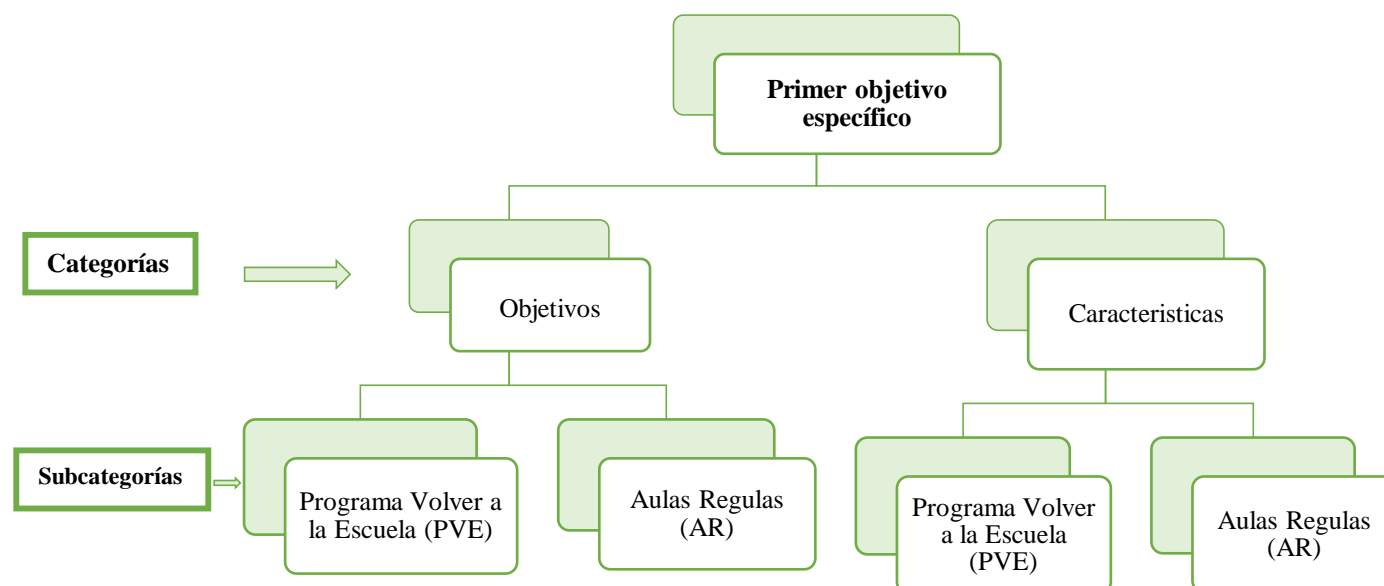 Primer objetivo
específico
Categorías
Objetivos
Caracteristicas
Subcategorías
Programa Volver a
la Escuela (PVE)
Aulas Regulas
(AR)
Programa Volver
a la Escuela
(PVE)
Aulas Regulas
(AR)